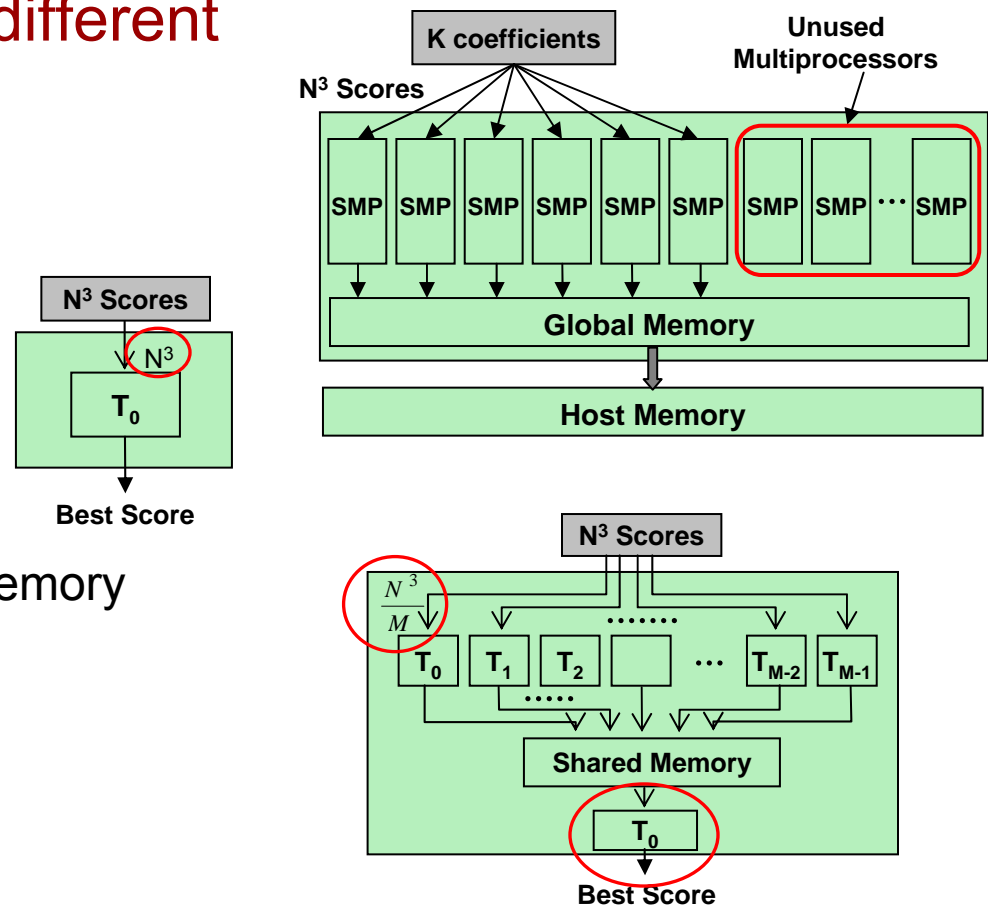 different
K coefficients
Unused
Multiprocessors
N³ Scores
SMP SMP SMP SMP SMP SMP SMP SMP ... SMP
Global Memory
Host Memory
N³ Scores
N³
T₀
Best Score
emory
N³ Scores
N³
M
.......
T₀ T₁ T₂ ... T_M-2 T_M-1
.....
Shared Memory
T₀
Best Score